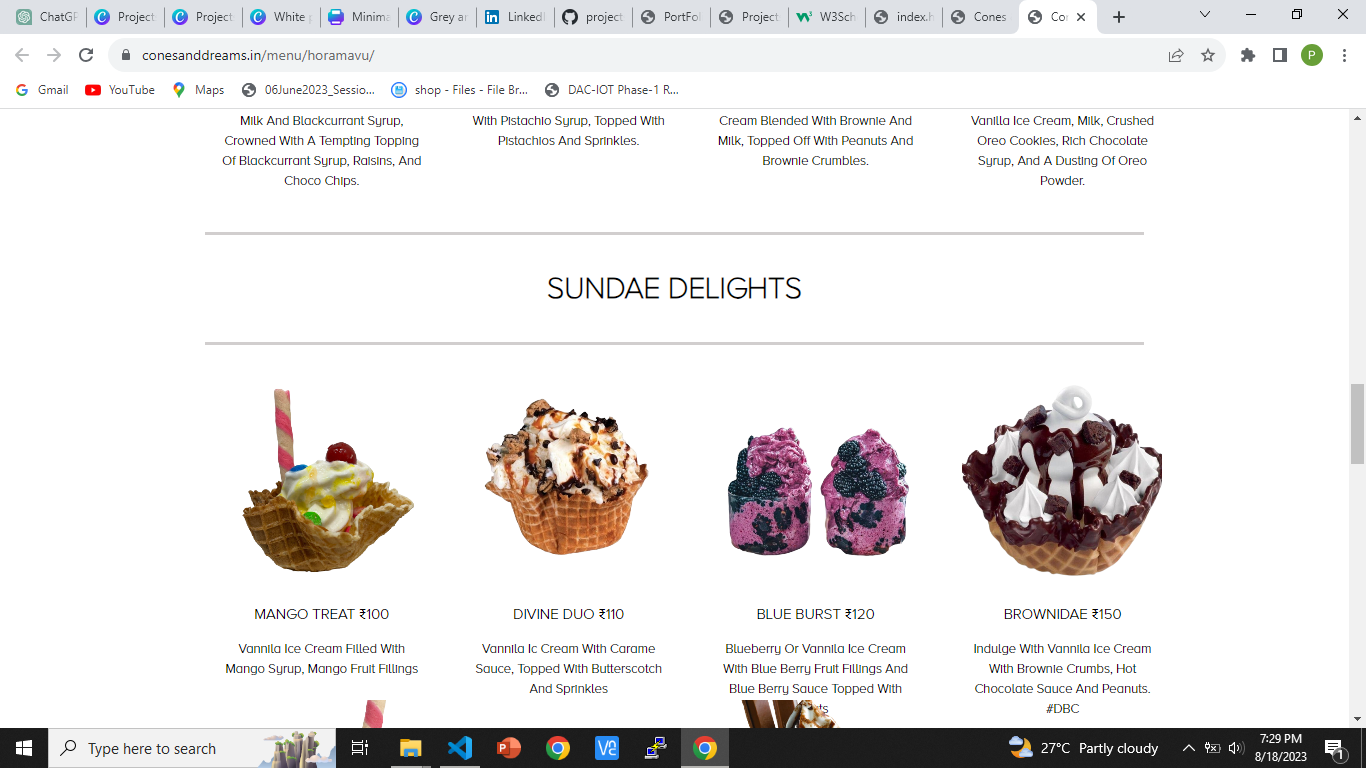 ChatGP
Project
Project
White p
Minima
Grey an
LinkedI
project
PortFol
Project
W3Sch
index.h
Cones
Co
conesanddreams.in/menu/horamavu/
P
Gmail
YouTube
Maps
06June2023_Sessio...
shop - Files - File Br...
DAC-IOT Phase-1 R...
Milk And Blackcurrant Syrup,
Crowned With A Tempting Topping
Of Blackcurrant Syrup, Raisins, And
Choco Chips.
With Pistachio Syrup, Topped With
Pistachios And Sprinkles.
Cream Blended With Brownie And
Milk, Topped Off With Peanuts And
Brownie Crumbles.
Vanilla Ice Cream, Milk, Crushed
Oreo Cookies, Rich Chocolate
Syrup, And A Dusting Of Oreo
Powder.
SUNDAE DELIGHTS
MANGO TREAT ₹100
Vannila Ice Cream Filled With
Mango Syrup, Mango Fruit Fillings
DIVINE DUO ₹110
Vannila Ic Cream With Carame
Sauce, Topped With Butterscotch
And Sprinkles
BLUE BURST ₹120
Blueberry Or Vannila Ice Cream
With Blue Berry Fruit Fillings And
Blue Berry Sauce Topped With
BROWNIDAE ₹150
Indulge With Vannila Ice Cream
With Brownie Crumbs, Hot
Chocolate Sauce And Peanuts.
#DBC
Type here to search
27°C Partly cloudy
7:29 PM
8/18/2023
1